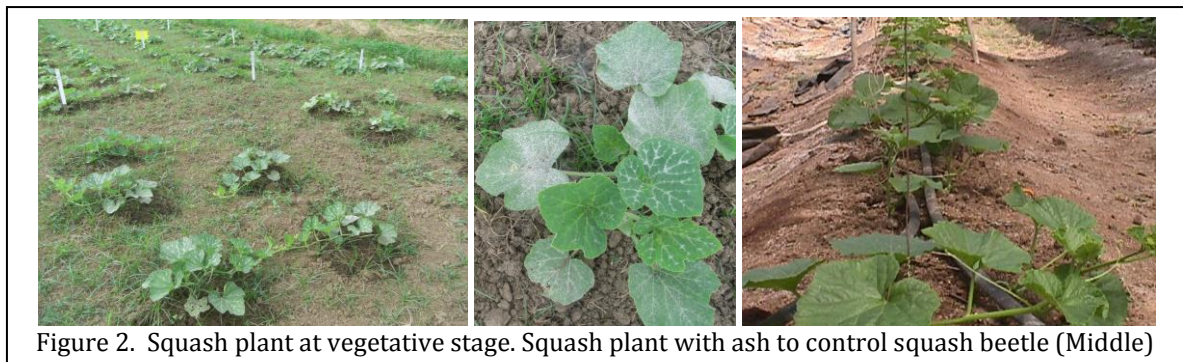 Figure 2. Squash plant at vegetative stage. Squash plant with ash to control squash beetle (Middle)